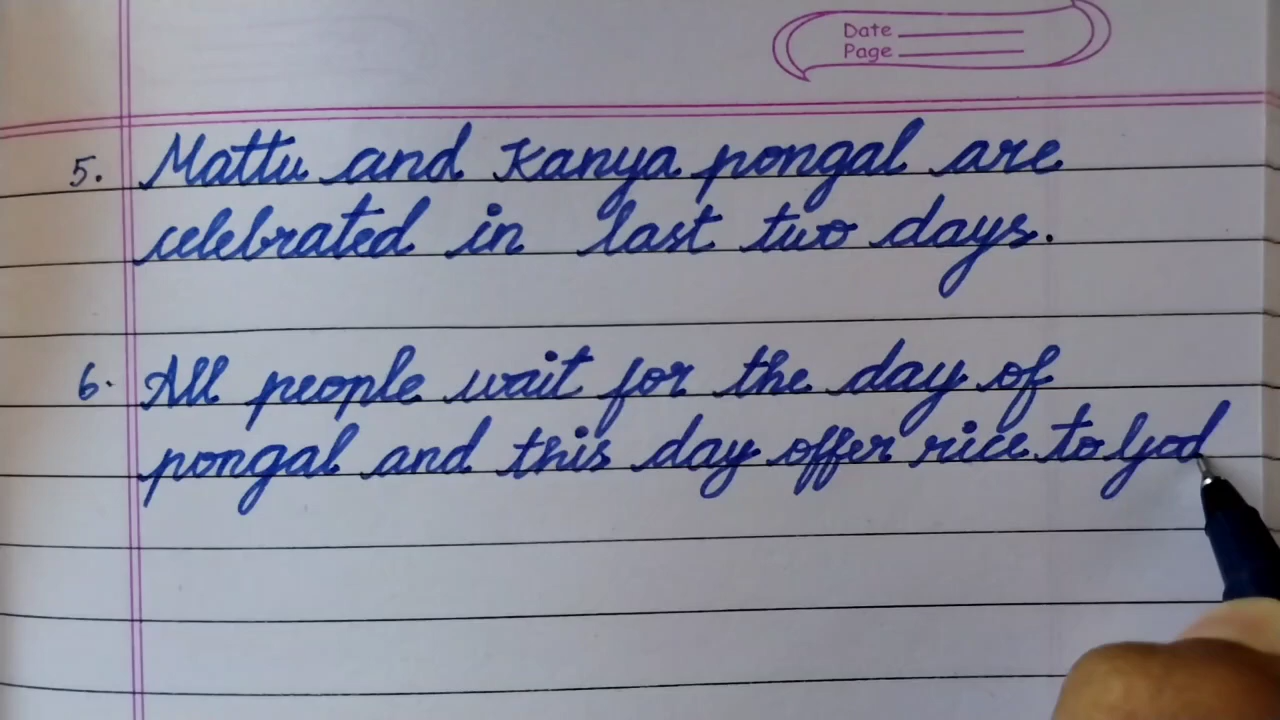 Date
Page
5. Mattu and Kanya pongal are
celebrated in last two days.
6. All people wait for the day of
pongal and this day offer rice to God